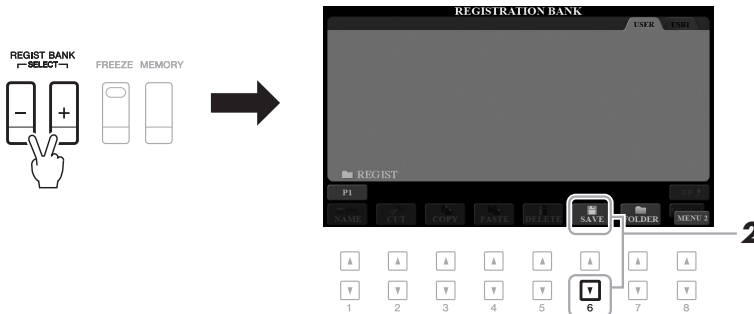 REGIST BANK
SELECT
- +
FREEZE MEMORY
REGISTRATION BANK
USER USB1
REGIST
P1
UP
NAME CUT COPY PASTE DELETE SAVE FOLDER MENU 2
2
1 2 3 4 5 6 7 8